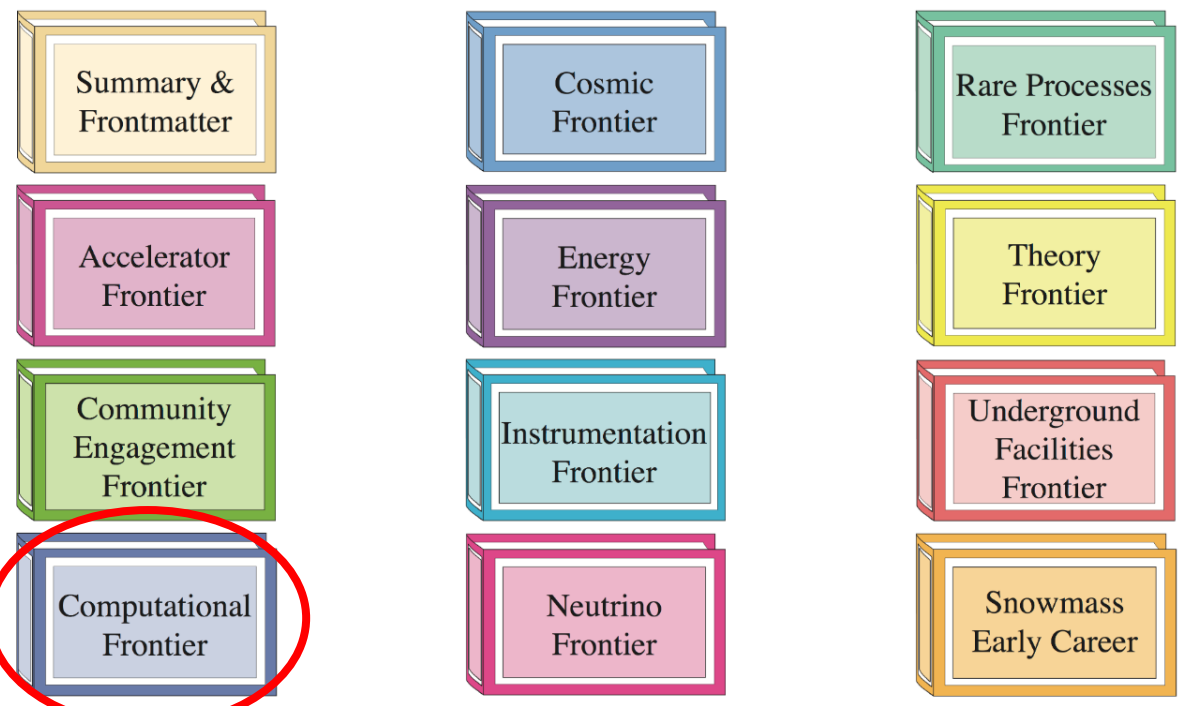 Summary &
Frontmatter
Cosmic
Frontier
Rare Processes
Frontier
Accelerator
Frontier
Energy
Frontier
Theory
Frontier
Community
Engagement
Frontier
Instrumentation
Frontier
Underground
Facilities
Frontier
Computational
Frontier
Neutrino
Frontier
Snowmass
Early Career